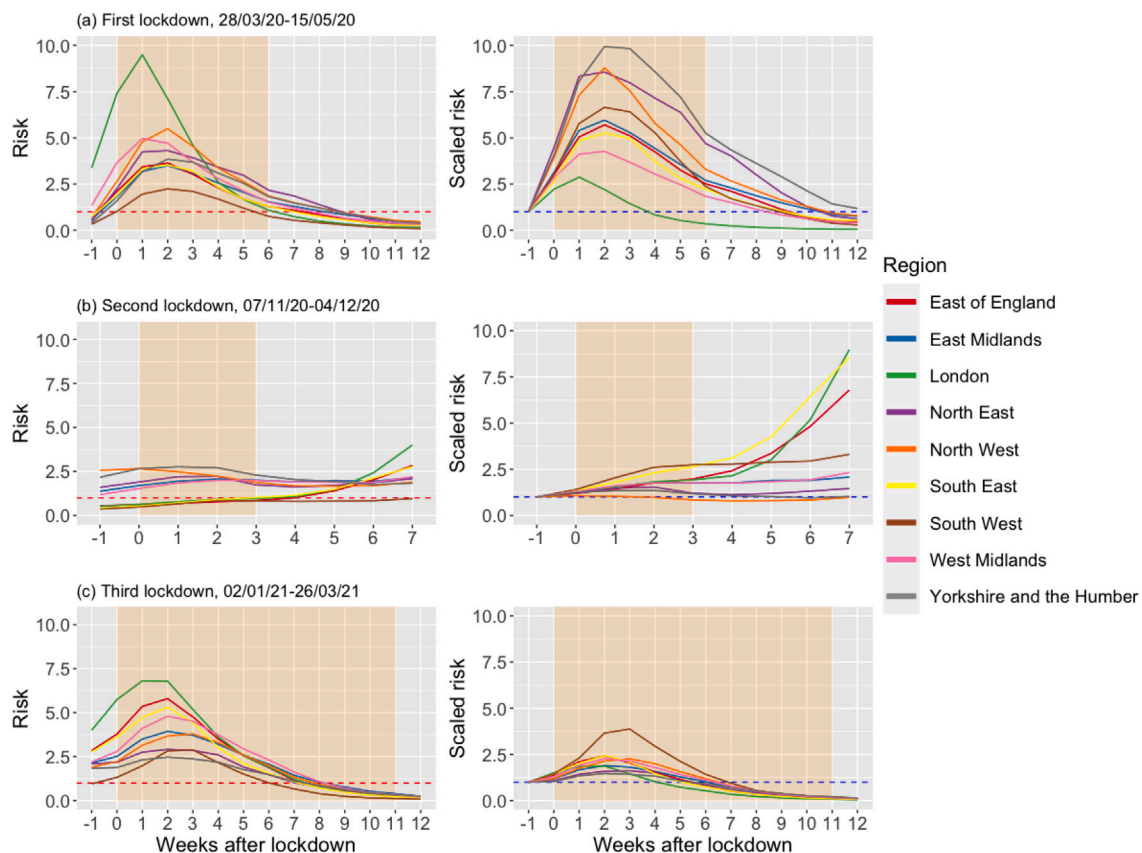 (a) First lockdown, 28/03/20-15/05/20
10.0
7.5
5.0
2.5
0.0
Risk
-1 0 1 2 3 4 5 6 7 8 9 10 11 12
10.0
7.5
5.0
2.5
0.0
Scaled risk
-1 0 1 2 3 4 5 6 7 8 9 10 11 12
(b) Second lockdown, 07/11/20-04/12/20
10.0
7.5
5.0
2.5
0.0
Risk
-1 0 1 2 3 4 5 6 7
10.0
7.5
5.0
2.5
0.0
Scaled risk
-1 0 1 2 3 4 5 6 7
(c) Third lockdown, 02/01/21-26/03/21
10.0
7.5
5.0
2.5
0.0
Risk
-1 0 1 2 3 4 5 6 7 8 9 10 11 12
Weeks after lockdown
10.0
7.5
5.0
2.5
0.0
Scaled risk
-1 0 1 2 3 4 5 6 7 8 9 10 11 12
Weeks after lockdown
Region
East of England
East Midlands
London
North East
North West
South East
South West
West Midlands
Yorkshire and the Humber